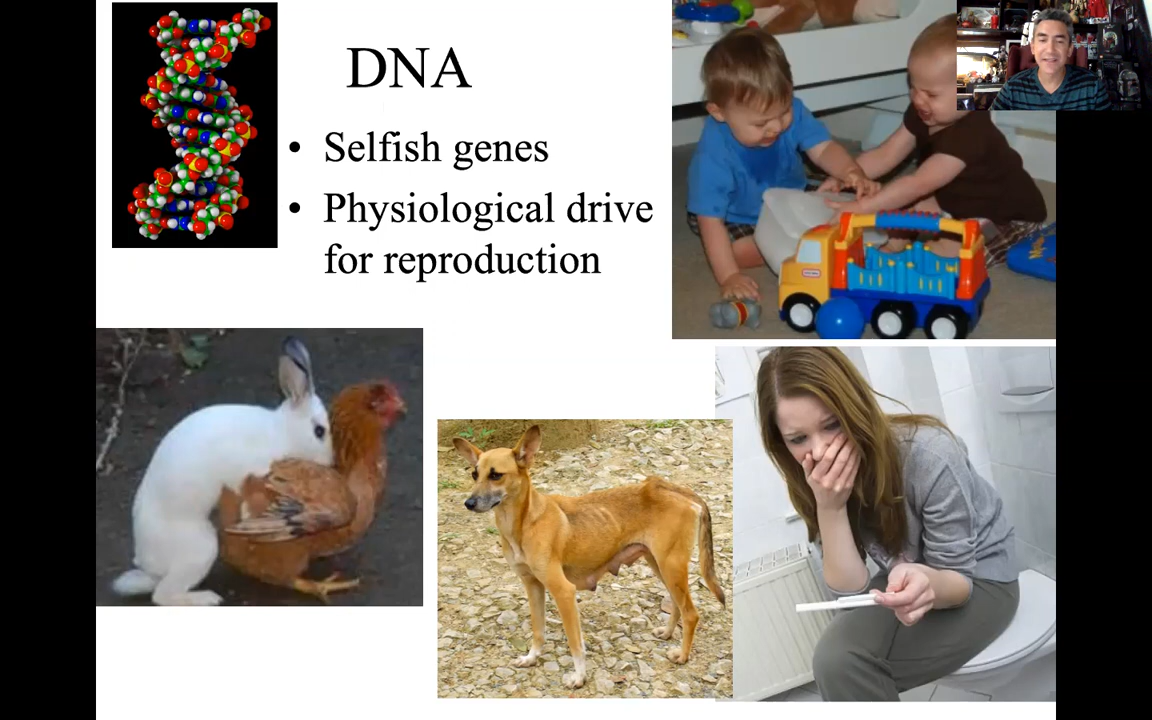 DNA
• Selfish genes
• Physiological drive
for reproduction